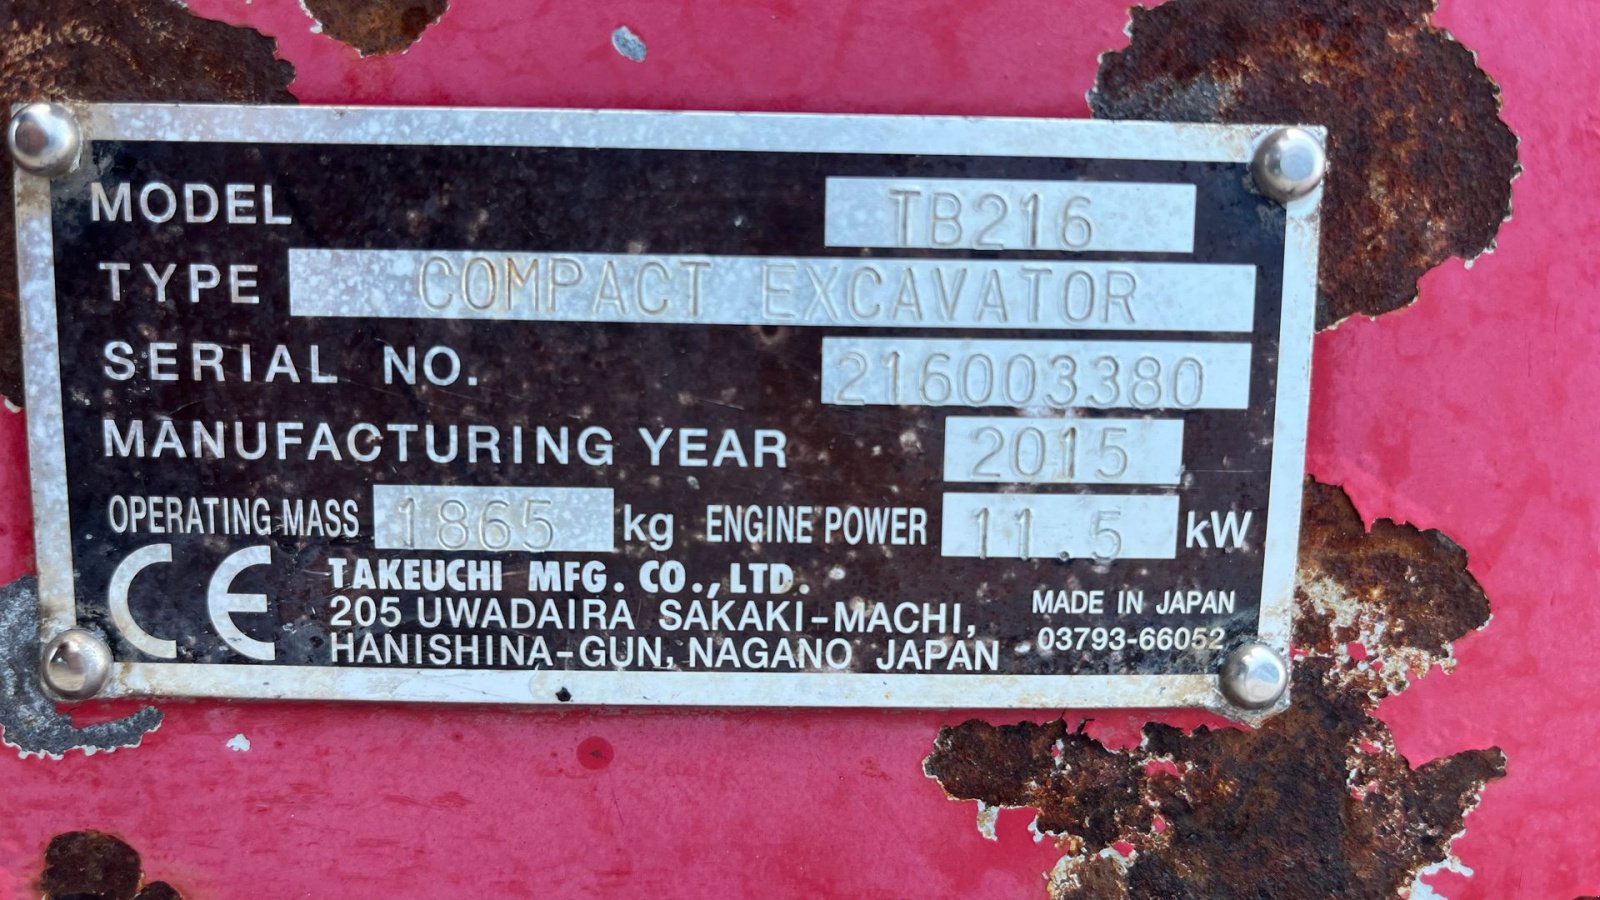 MODEL TB216
TYPE COMPACT EXCAVATOR
SERIAL NO. 216003380
MANUFACTURING YEAR 2015
OPERATING MASS 1865 kg ENGINE POWER 11.5 kW
CE
TAKEUCHI MFG. CO., LTD.
205 UWADAIRA SAKAKI-MACHI,
HANISHINA-GUN, NAGANO JAPAN
MADE IN JAPAN
03793-66052